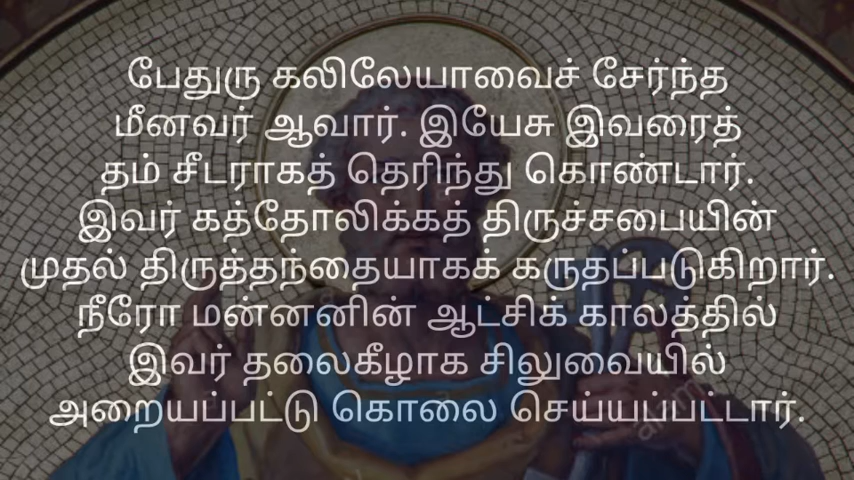 பேதுரு கலிலேயாவைச் சேர்ந்த
மீனவர் ஆவார். இயேசு இவரைத்
தம் சீடராகத் தெரிந்து கொண்டார்.
இவர் கத்தோலிக்கத் திருச்சபையின்
முதல் திருத்தந்தையாகக் கருதப்படுகிறார்.
நீரோ மன்னனின் ஆட்சிக் காலத்தில்
இவர் தலைகீழாக சிலுவையில்
அறையப்பட்டு கொலை செய்யப்பட்டார்.